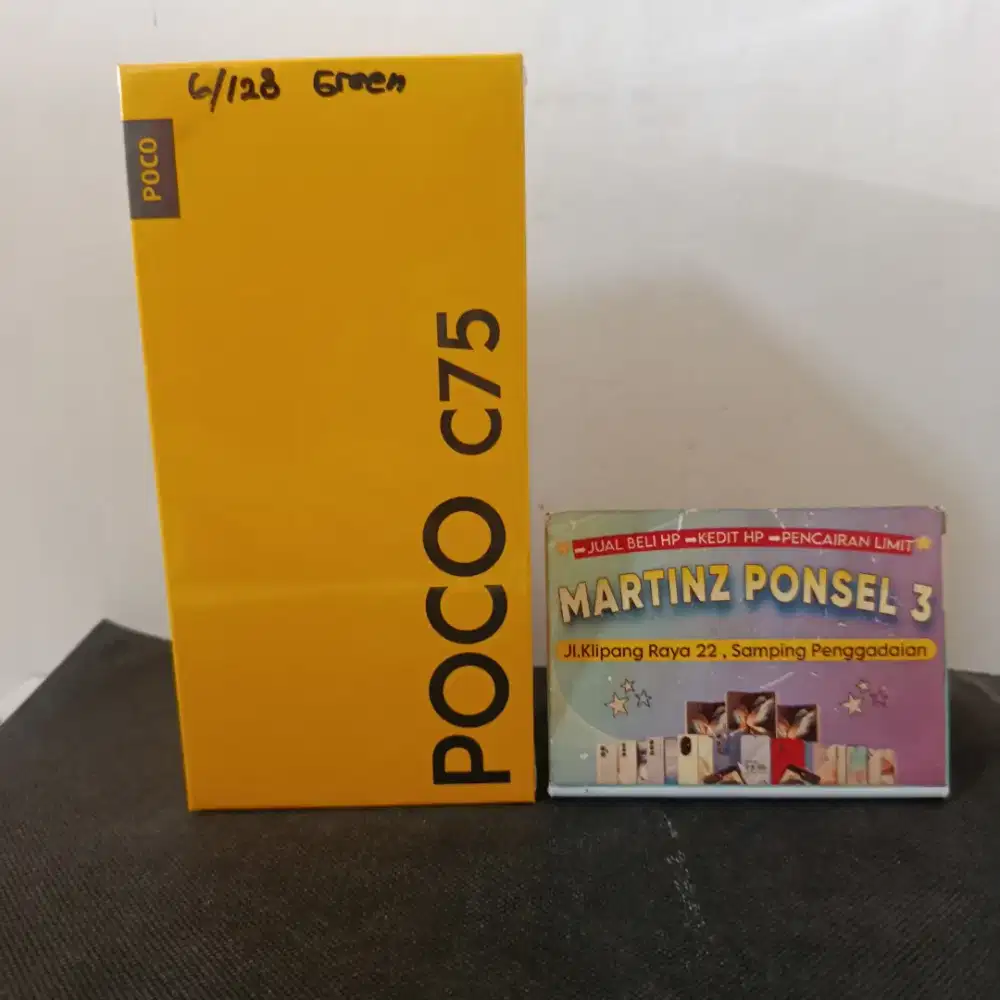 6/128 Green
POCO
POCO C75
JUAL BELI HP KEDIT HP PENCAIRAN LIMIT
MARTINZ PONSEL 3
Jl.Klipang Raya 22 , Samping Penggadaian